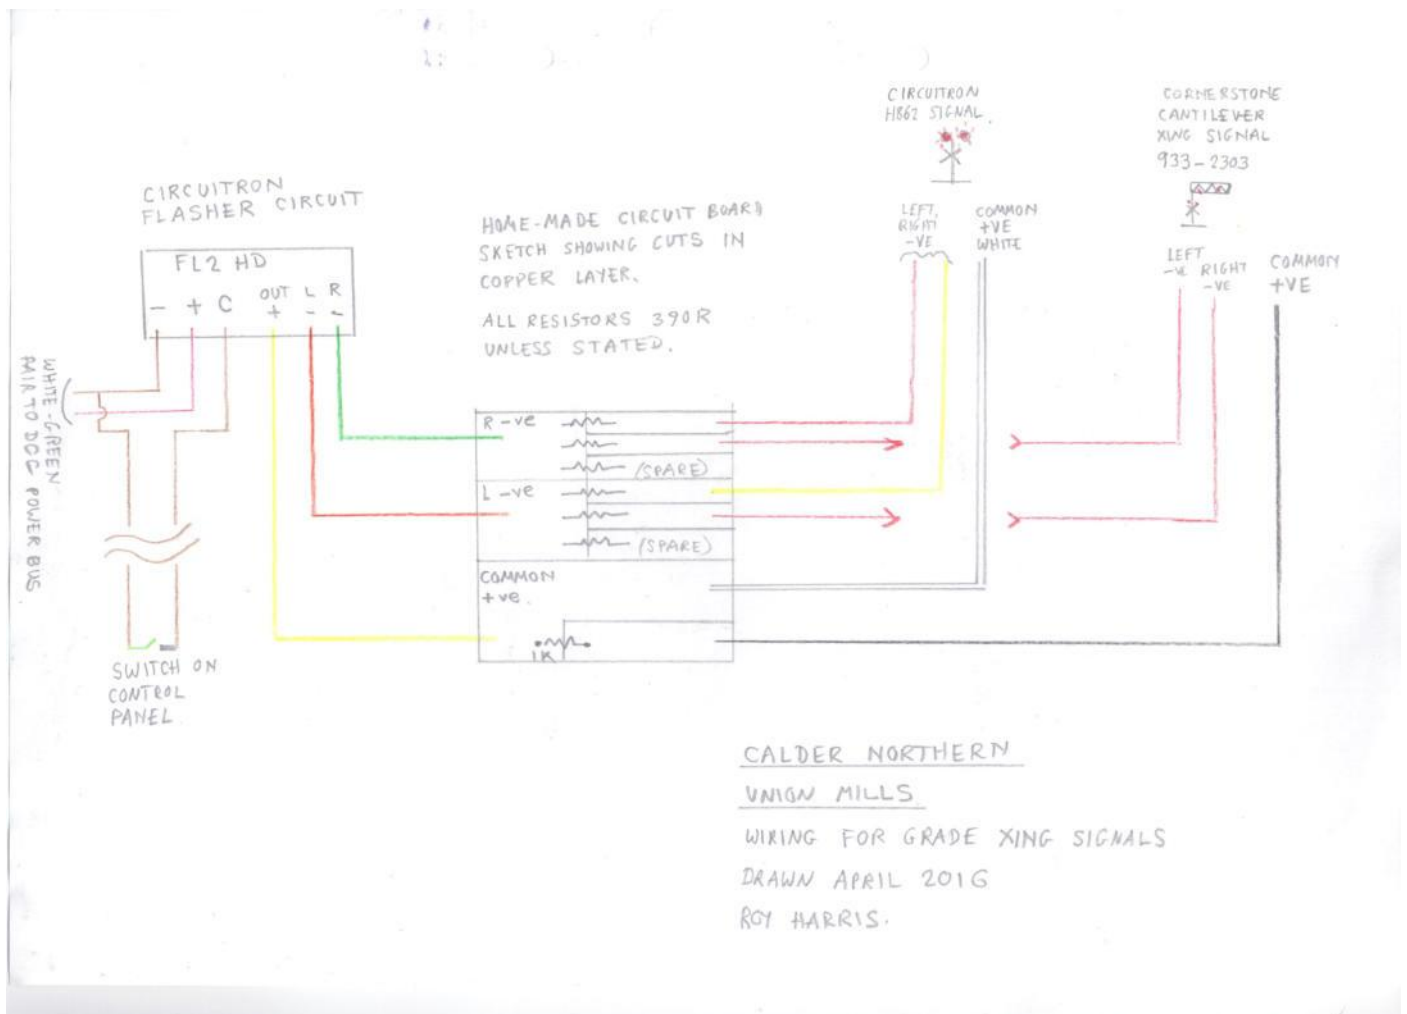 CIRCUITRON
H862 SIGNAL.
CORNERSTONE
CANTILEVER
XING SIGNAL
933-2303
CIRCUITRON
FLASHER CIRCUIT
FL2 HD
- + C OUT + L - R -
HOME-MADE CIRCUIT BOARD
SKETCH SHOWING CUTS IN
COPPER LAYER.
ALL RESISTORS 390R
UNLESS STATED.
LEFT,
RIGHT
-VE
COMMON
+VE
WHITE
LEFT
-VE
RIGHT
-VE
COMMON
+VE
WHITE-GREEN
PAIR TO DCC POWER BUS
R -ve
(SPARE)
L -ve
(SPARE)
COMMON
+ve.
1K
SWITCH ON
CONTROL
PANEL
CALDER NORTHERN
UNION MILLS.
WIRING FOR GRADE XING SIGNALS
DRAWN APRIL 2016
ROY HARRIS.